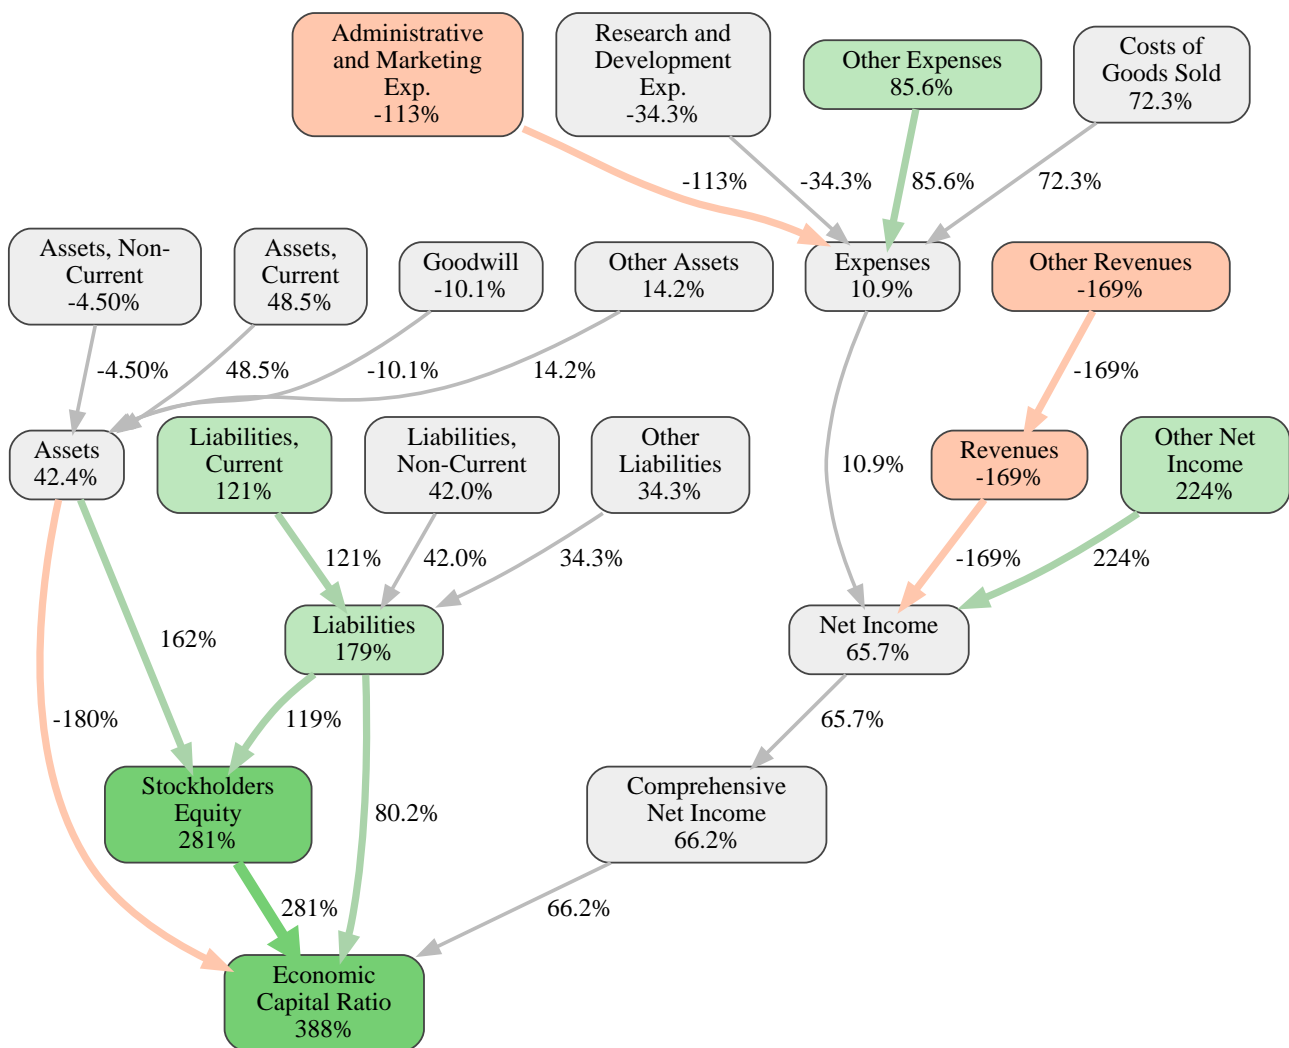 Administrative
and Marketing
Exp.
-113%
Research and
Development
Exp.
-34.3%
Other Expenses
85.6%
Costs of
Goods Sold
72.3%
-113%
-34.3%
85.6%
72.3%
Assets, Non-
Current
-4.50%
Assets,
Current
48.5%
Goodwill
-10.1%
Other Assets
14.2%
Expenses
10.9%
Other Revenues
-169%
-4.50%
48.5%
-10.1%
14.2%
-169%
Assets
42.4%
Liabilities,
Current
121%
Liabilities,
Non-Current
42.0%
Other
Liabilities
34.3%
10.9%
Revenues
-169%
Other Net
Income
224%
121%
42.0%
34.3%
-169%
224%
162%
Liabilities
179%
Net Income
65.7%
-180%
119%
65.7%
Stockholders
Equity
281%
80.2%
Comprehensive
Net Income
66.2%
281%
66.2%
Economic
Capital Ratio
388%